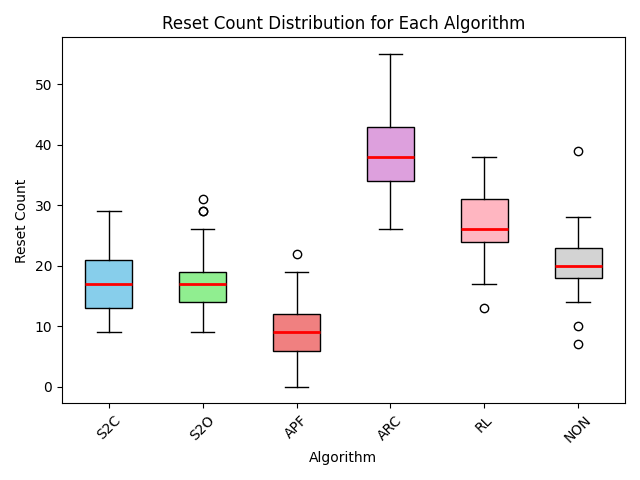 Reset Count Distribution for Each Algorithm
Reset Count
50
40
30
20
10
0
S2C
S2O
APF
ARC
RL
NON
Algorithm